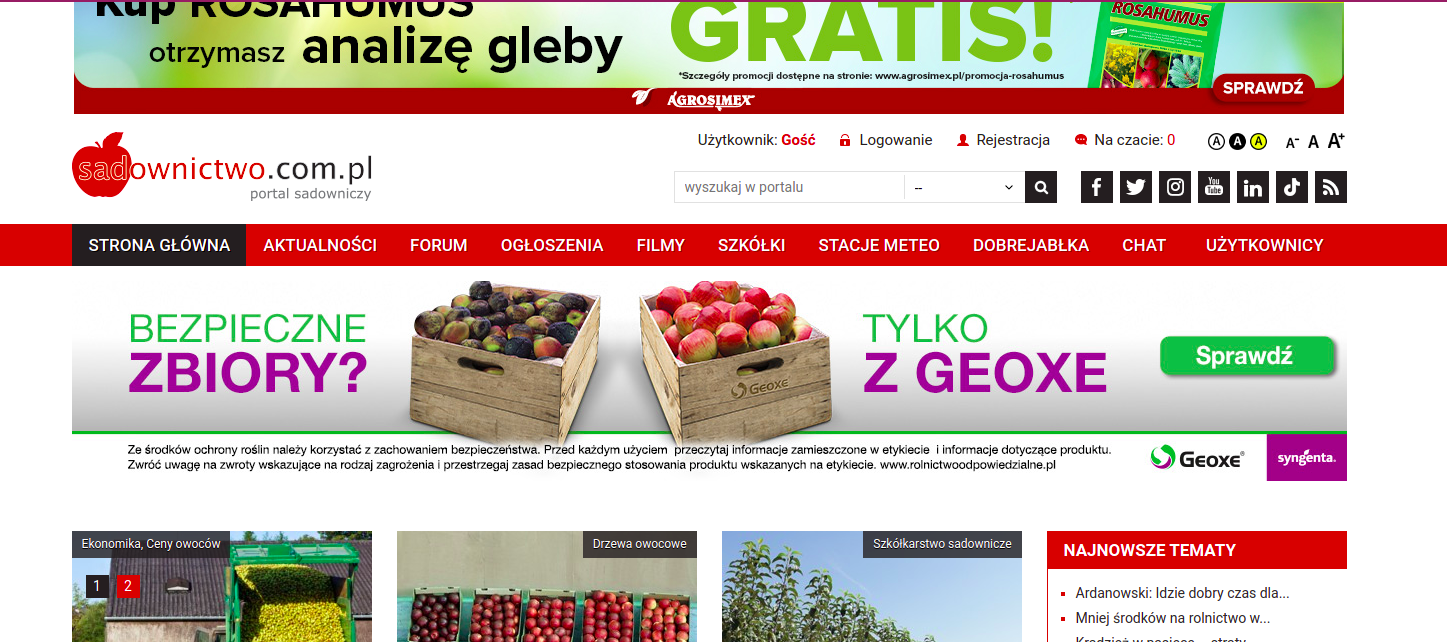 Kup ROSAHUMUS
otrzymasz analizę gleby
GRATIS!
ROSAHUMUS
*Szczegóły promocji dostępne na stronie: www.agrosimex.pl/promocja-rosahumus
SPRAWDŹ
AGROSIMEX
Użytkownik: Gość
Logowanie
Rejestracja
Na czacie: 0
A A A A- A A+
sadownictwo.com.pl
portal sadowniczy
wyszukaj w portalu
--
You
Tube
in
STRONA GŁÓWNA AKTUALNOŚCI FORUM OGŁOSZENIA FILMY SZKÓŁKI STACJE METEO DOBREJABŁKA CHAT UŻYTKOWNICY
BEZPIECZNE
ZBIORY?
GEOXE
TYLKO
Z GEOXE
Sprawdź
Ze środków ochrony roślin należy korzystać z zachowaniem bezpieczeństwa. Przed każdym użyciem przeczytaj informacje zamieszczone w etykiecie i informacje dotyczące produktu.
Zwróć uwagę na zwroty wskazujące na rodzaj zagrożenia i przestrzegaj zasad bezpiecznego stosowania produktu wskazanych na etykiecie. www.rolnictwoodpowiedzialne.pl
GEOXE®
syngenta.
Ekonomika, Ceny owoców
1 2
Drzewa owocowe
Szkółkarstwo sadownicze
NAJNOWSZE TEMATY
Ardanowski: Idzie dobry czas dla...
Mniej środków na rolnictwo w...